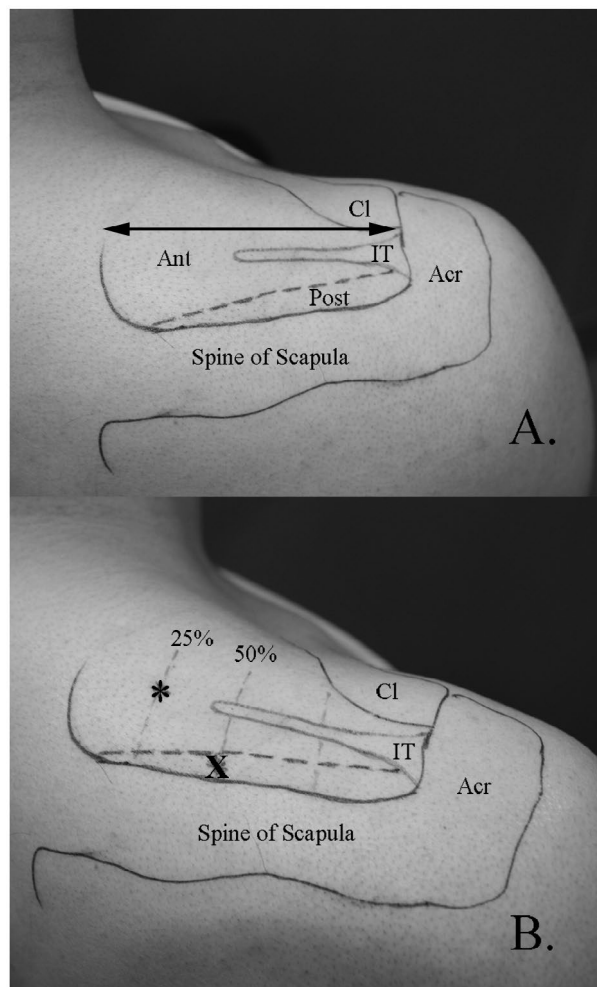 Cl
IT
Ant
Acr
Post
Spine of Scapula
A.
25%
50%
*
Cl
X
IT
Acr
Spine of Scapula
B.